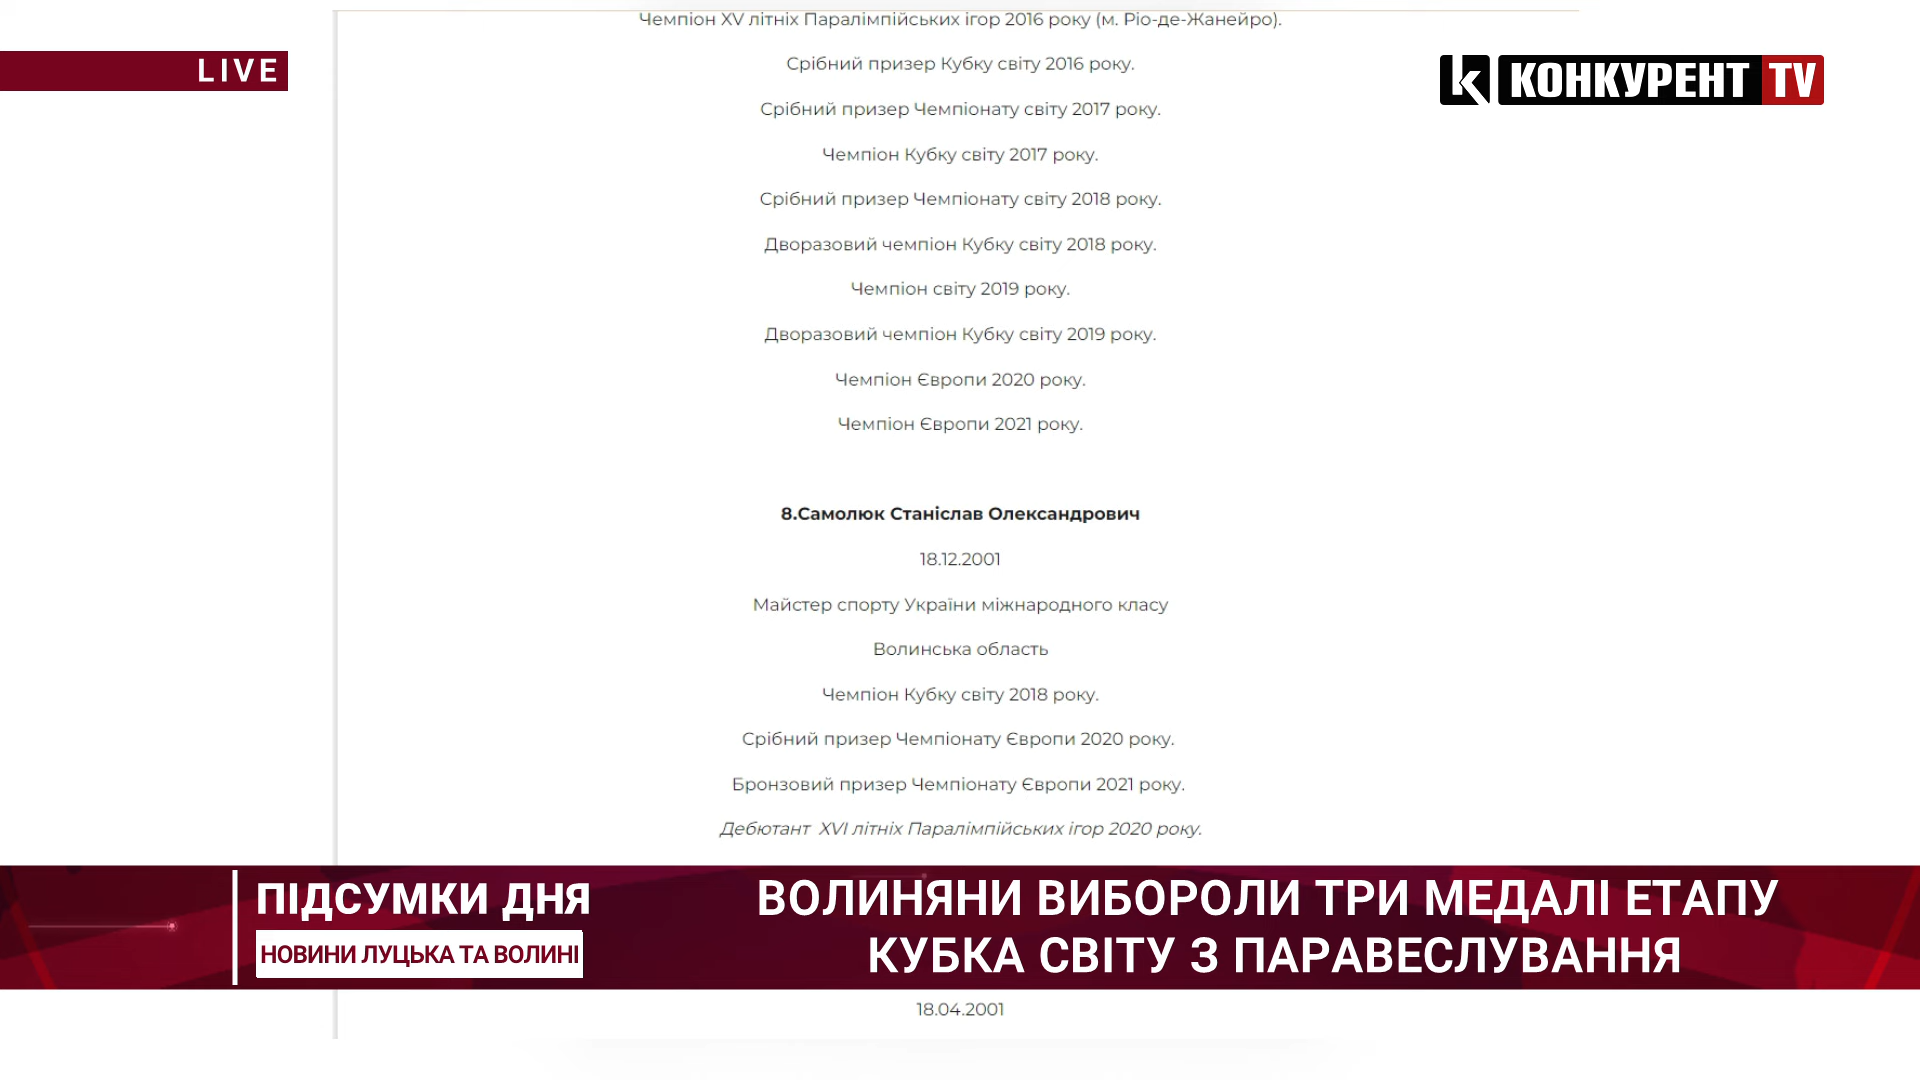 Чемпіон XV літніх Паралімпійських ігор 2016 року (м. Ріо-де-Жанейро).
LIVE
КОНКУРЕНТ TV
Срібний призер Кубку світу 2016 року.
Срібний призер Чемпіонату світу 2017 року.
Чемпіон Кубку світу 2017 року.
Срібний призер Чемпіонату світу 2018 року.
Дворазовий чемпіон Кубку світу 2018 року.
Чемпіон світу 2019 року.
Дворазовий чемпіон Кубку світу 2019 року.
Чемпіон Європи 2020 року.
Чемпіон Європи 2021 року.
8.Самолюк Станіслав Олександрович
18.12.2001
Майстер спорту України міжнародного класу
Волинська область
Чемпіон Кубку світу 2018 року.
Срібний призер Чемпіонату Європи 2020 року.
Бронзовий призер Чемпіонату Європи 2021 року.
Дебютант XVI літніх Паралімпійських ігор 2020 року.
ПІДСУМКИ ДНЯ
НОВИНИ ЛУЦЬКА ТА ВОЛИНІ
ВОЛИНЯНИ ВИБОРОЛИ ТРИ МЕДАЛІ ЕТАПУ
КУБКА СВІТУ З ПАРАВЕСЛУВАННЯ
18.04.2001